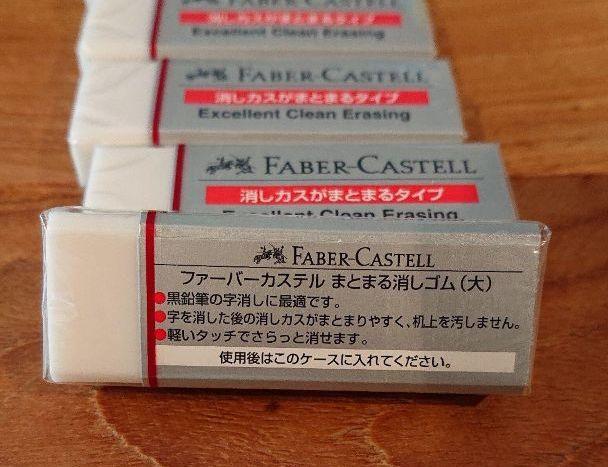 消しカスがまとまるタイプ
Excellent Clean Erasing
FABER-CASTELL
消しカスがまとまるタイプ
Excellent Clean Erasing
FABER-CASTELL
消しカスがまとまるタイプ
Excellent Clean Erasing
FABER-CASTELL
ファーバーカステル まとまる消しゴム(大)
●黒鉛筆の字消しに最適です。
●字を消した後の消しカスがまとまりやすく、机上を汚しません。
●軽いタッチでさらっと消せます。
使用後はこのケースに入れてください。